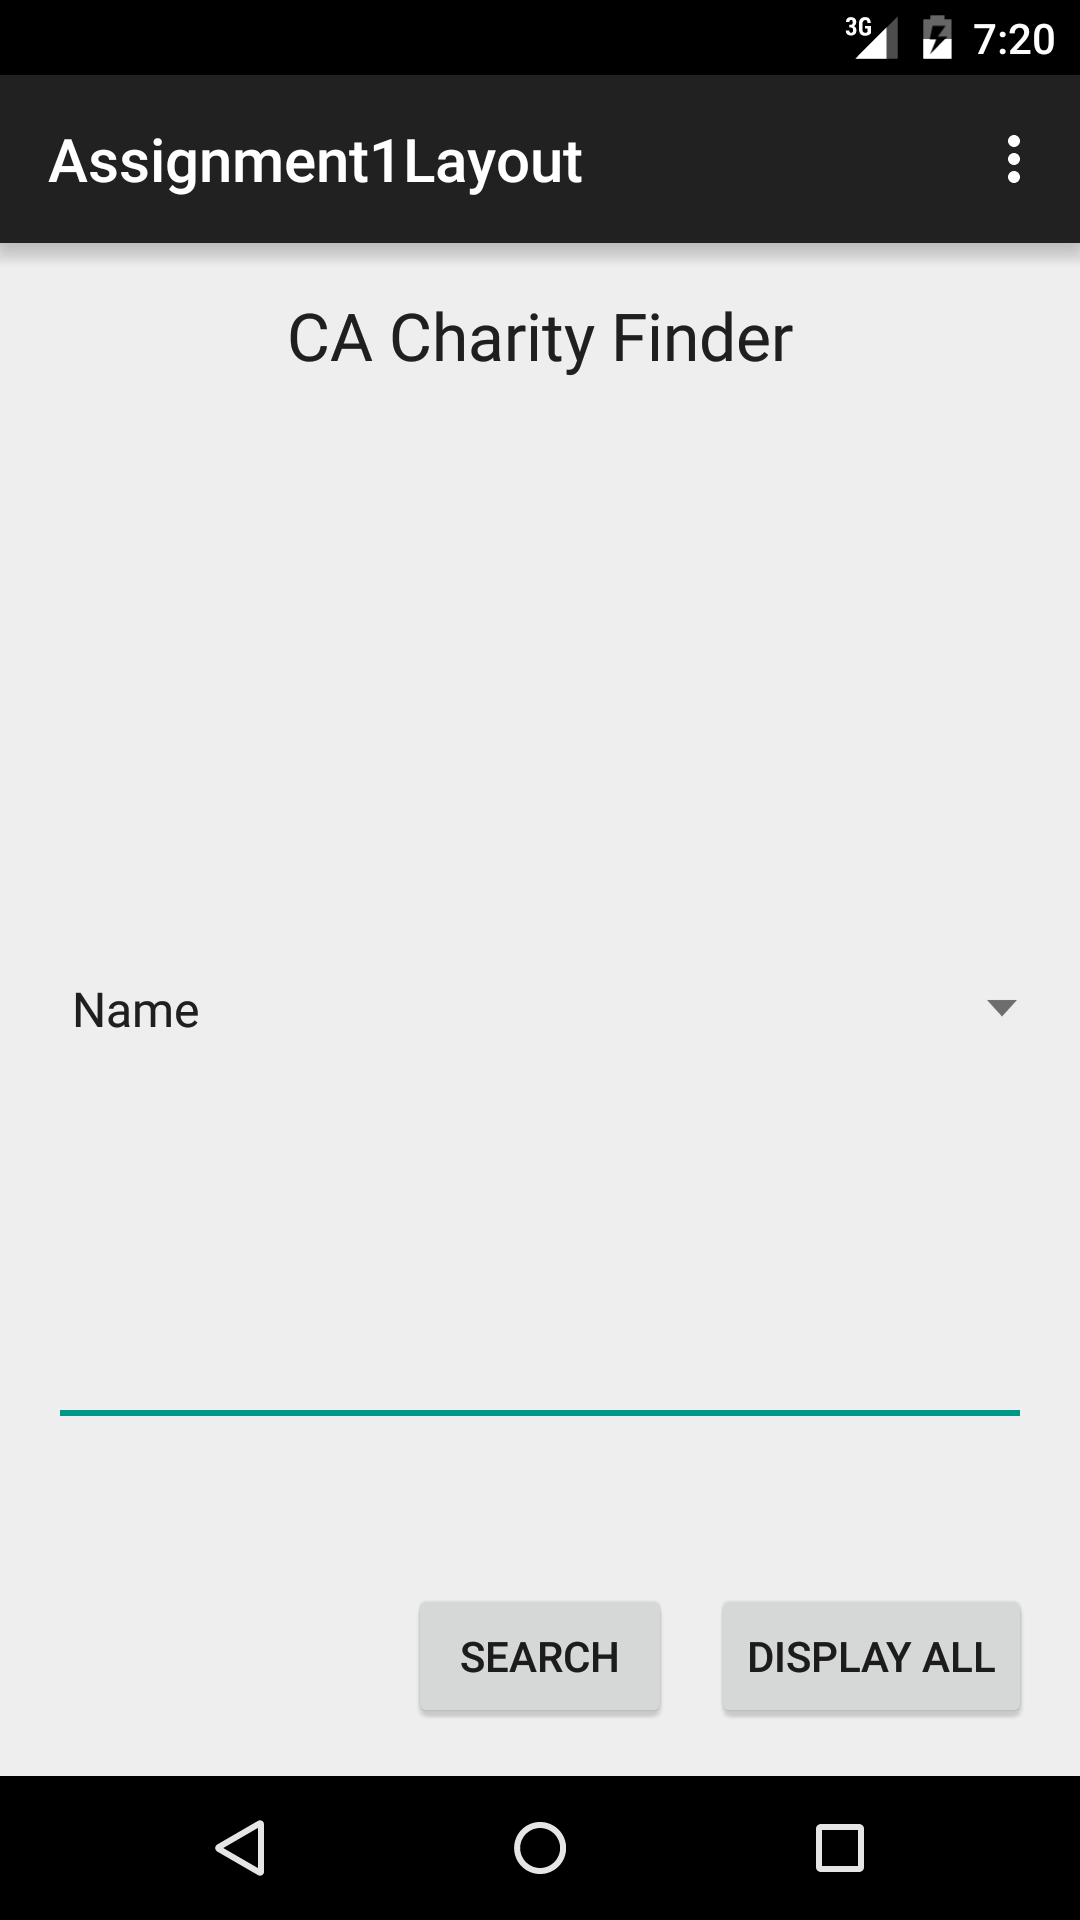 3G 7:20
Assignment1Layout
CA Charity Finder
Name
SEARCH DISPLAY ALL